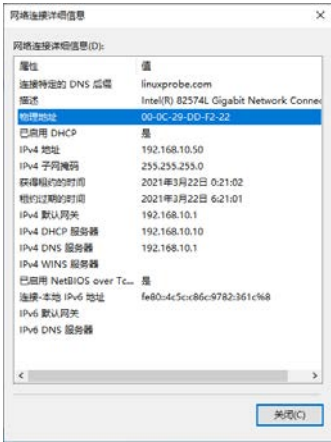 网络连接详细信息
网络连接详细信息(D):
属性 值
连接特定的 DNS 后缀 linuxprobe.com
描述 Intel(R) 82574L Gigabit Network Connec
物理地址 00-0C-29-DD-F2-22
已启用 DHCP 是
IPv4 地址 192.168.10.50
IPv4 子网掩码 255.255.255.0
获得租约的时间 2021年3月22日 0:21:02
租约过期的时间 2021年3月22日 6:21:01
IPv4 默认网关 192.168.10.1
IPv4 DHCP 服务器 192.168.10.10
IPv4 DNS 服务器 192.168.10.1
IPv4 WINS 服务器
已启用 NetBIOS over Tc... 是
连接-本地 IPv6 地址 fe80::4c5c:c86c:9782:361c%8
IPv6 默认网关
IPv6 DNS 服务器
关闭(C)